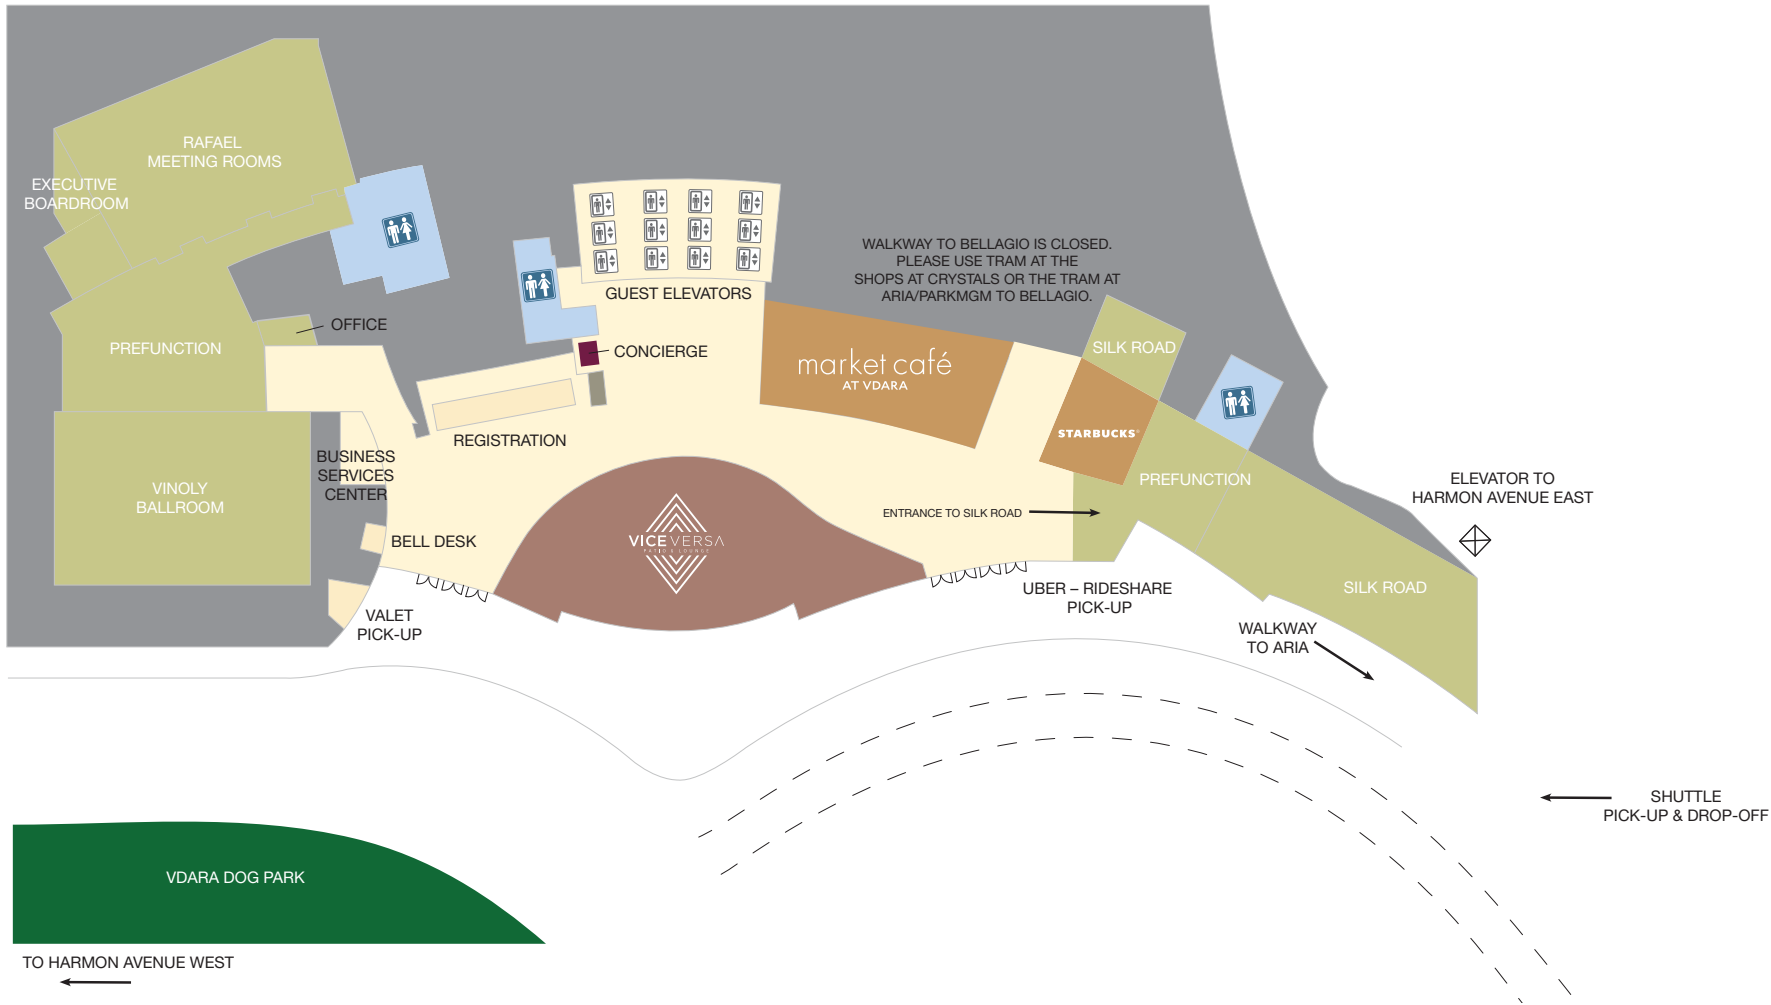 RAFAEL
MEETING ROOMS
EXECUTIVE
BOARDROOM
WALKWAY TO BELLAGIO IS CLOSED.
PLEASE USE TRAM AT THE
SHOPS AT CRYSTALS OR THE TRAM AT
ARIA/PARKMGM TO BELLAGIO.
GUEST ELEVATORS
OFFICE
PREFUNCTION
CONCIERGE
market café
AT VDARA
SILK ROAD
STARBUCKS®
REGISTRATION
BUSINESS
SERVICES
CENTER
VINOLY
BALLROOM
PREFUNCTION
ELEVATOR TO
HARMON AVENUE EAST
ENTRANCE TO SILK ROAD
BELL DESK
VICEVERSA
PATIO & LOUNGE
UBER – RIDESHARE
PICK-UP
SILK ROAD
VALET
PICK-UP
WALKWAY
TO ARIA
SHUTTLE
PICK-UP & DROP-OFF
VDARA DOG PARK
TO HARMON AVENUE WEST